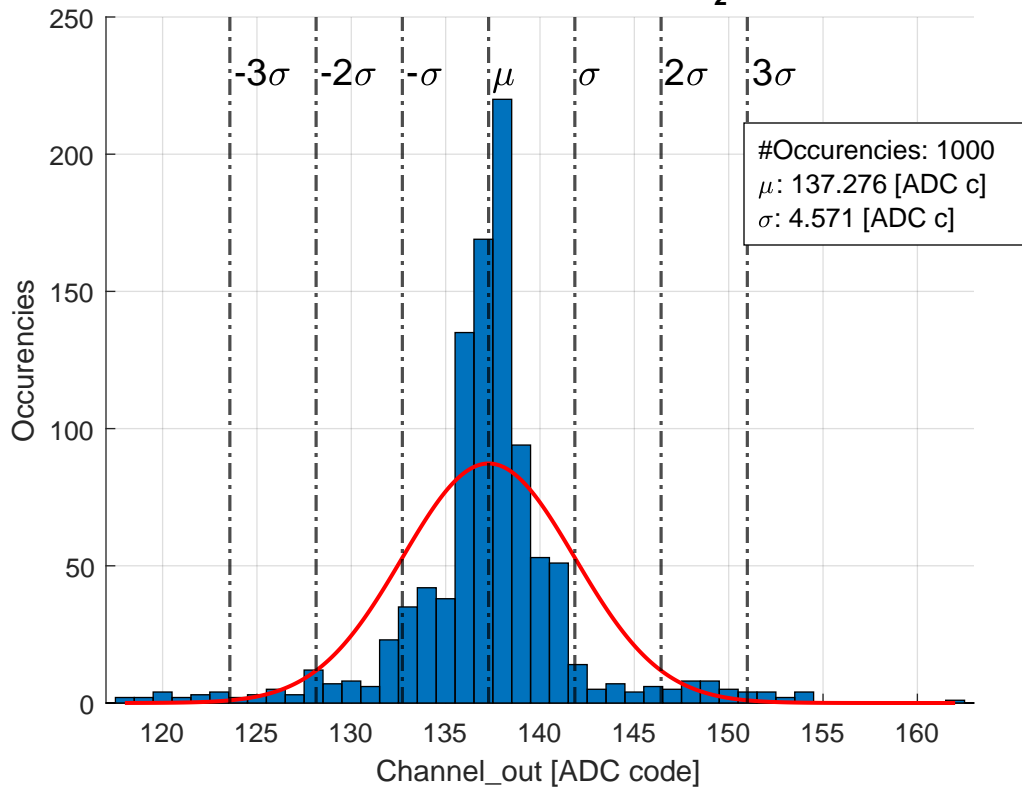 2
250
-3σ -2σ -σ μ σ 2σ 3σ
#Occurencies: 1000
μ: 137.276 [ADC c]
σ: 4.571 [ADC c]
200
150
100
50
0
Occurencies
120 125 130 135 140 145 150 155 160
Channel_out [ADC code]